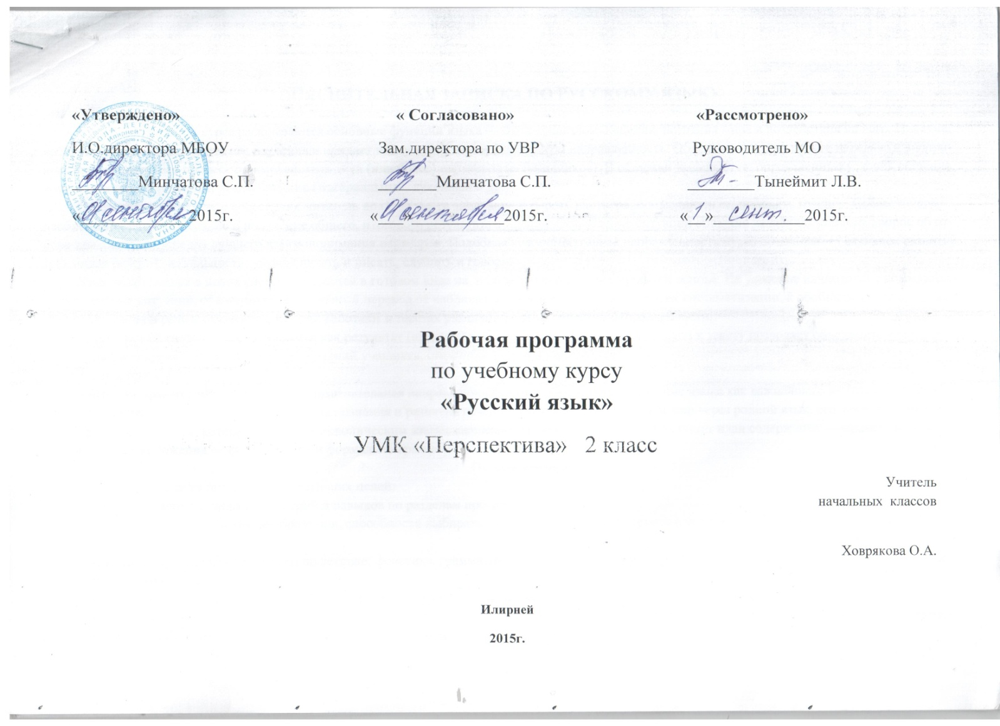 «Утверждено»
И.О.директора МБОУ
________Минчатова С.П.
«01» сентября 2015г.
« Согласовано»
Зам.директора по УВР
_______Минчатова С.П.
«01» сентября 2015г.
«Рассмотрено»
Руководитель МО
________Тынеймит Л.В.
« 1 » сент. 2015г.
Рабочая программа
по учебному курсу
«Русский язык»
УМК «Перспектива» 2 класс
Учитель
начальных классов
Ховрякова О.А.
Илирней
2015г.